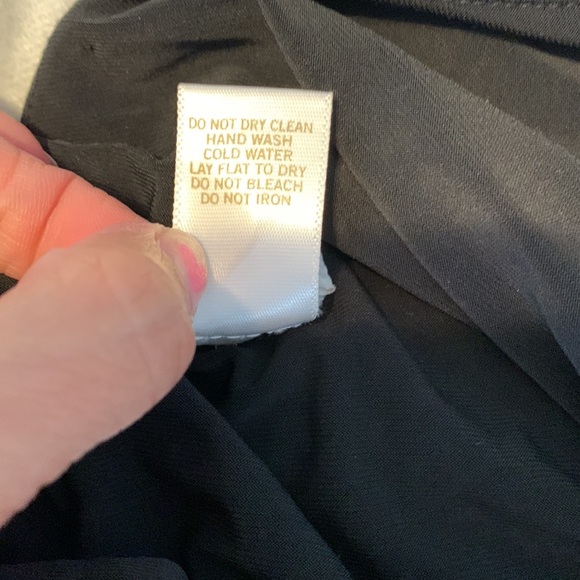 DO NOT DRY CLEAN
HAND WASH
COLD WATER
LAY FLAT TO DRY
DO NOT BLEACH
DO NOT IRON